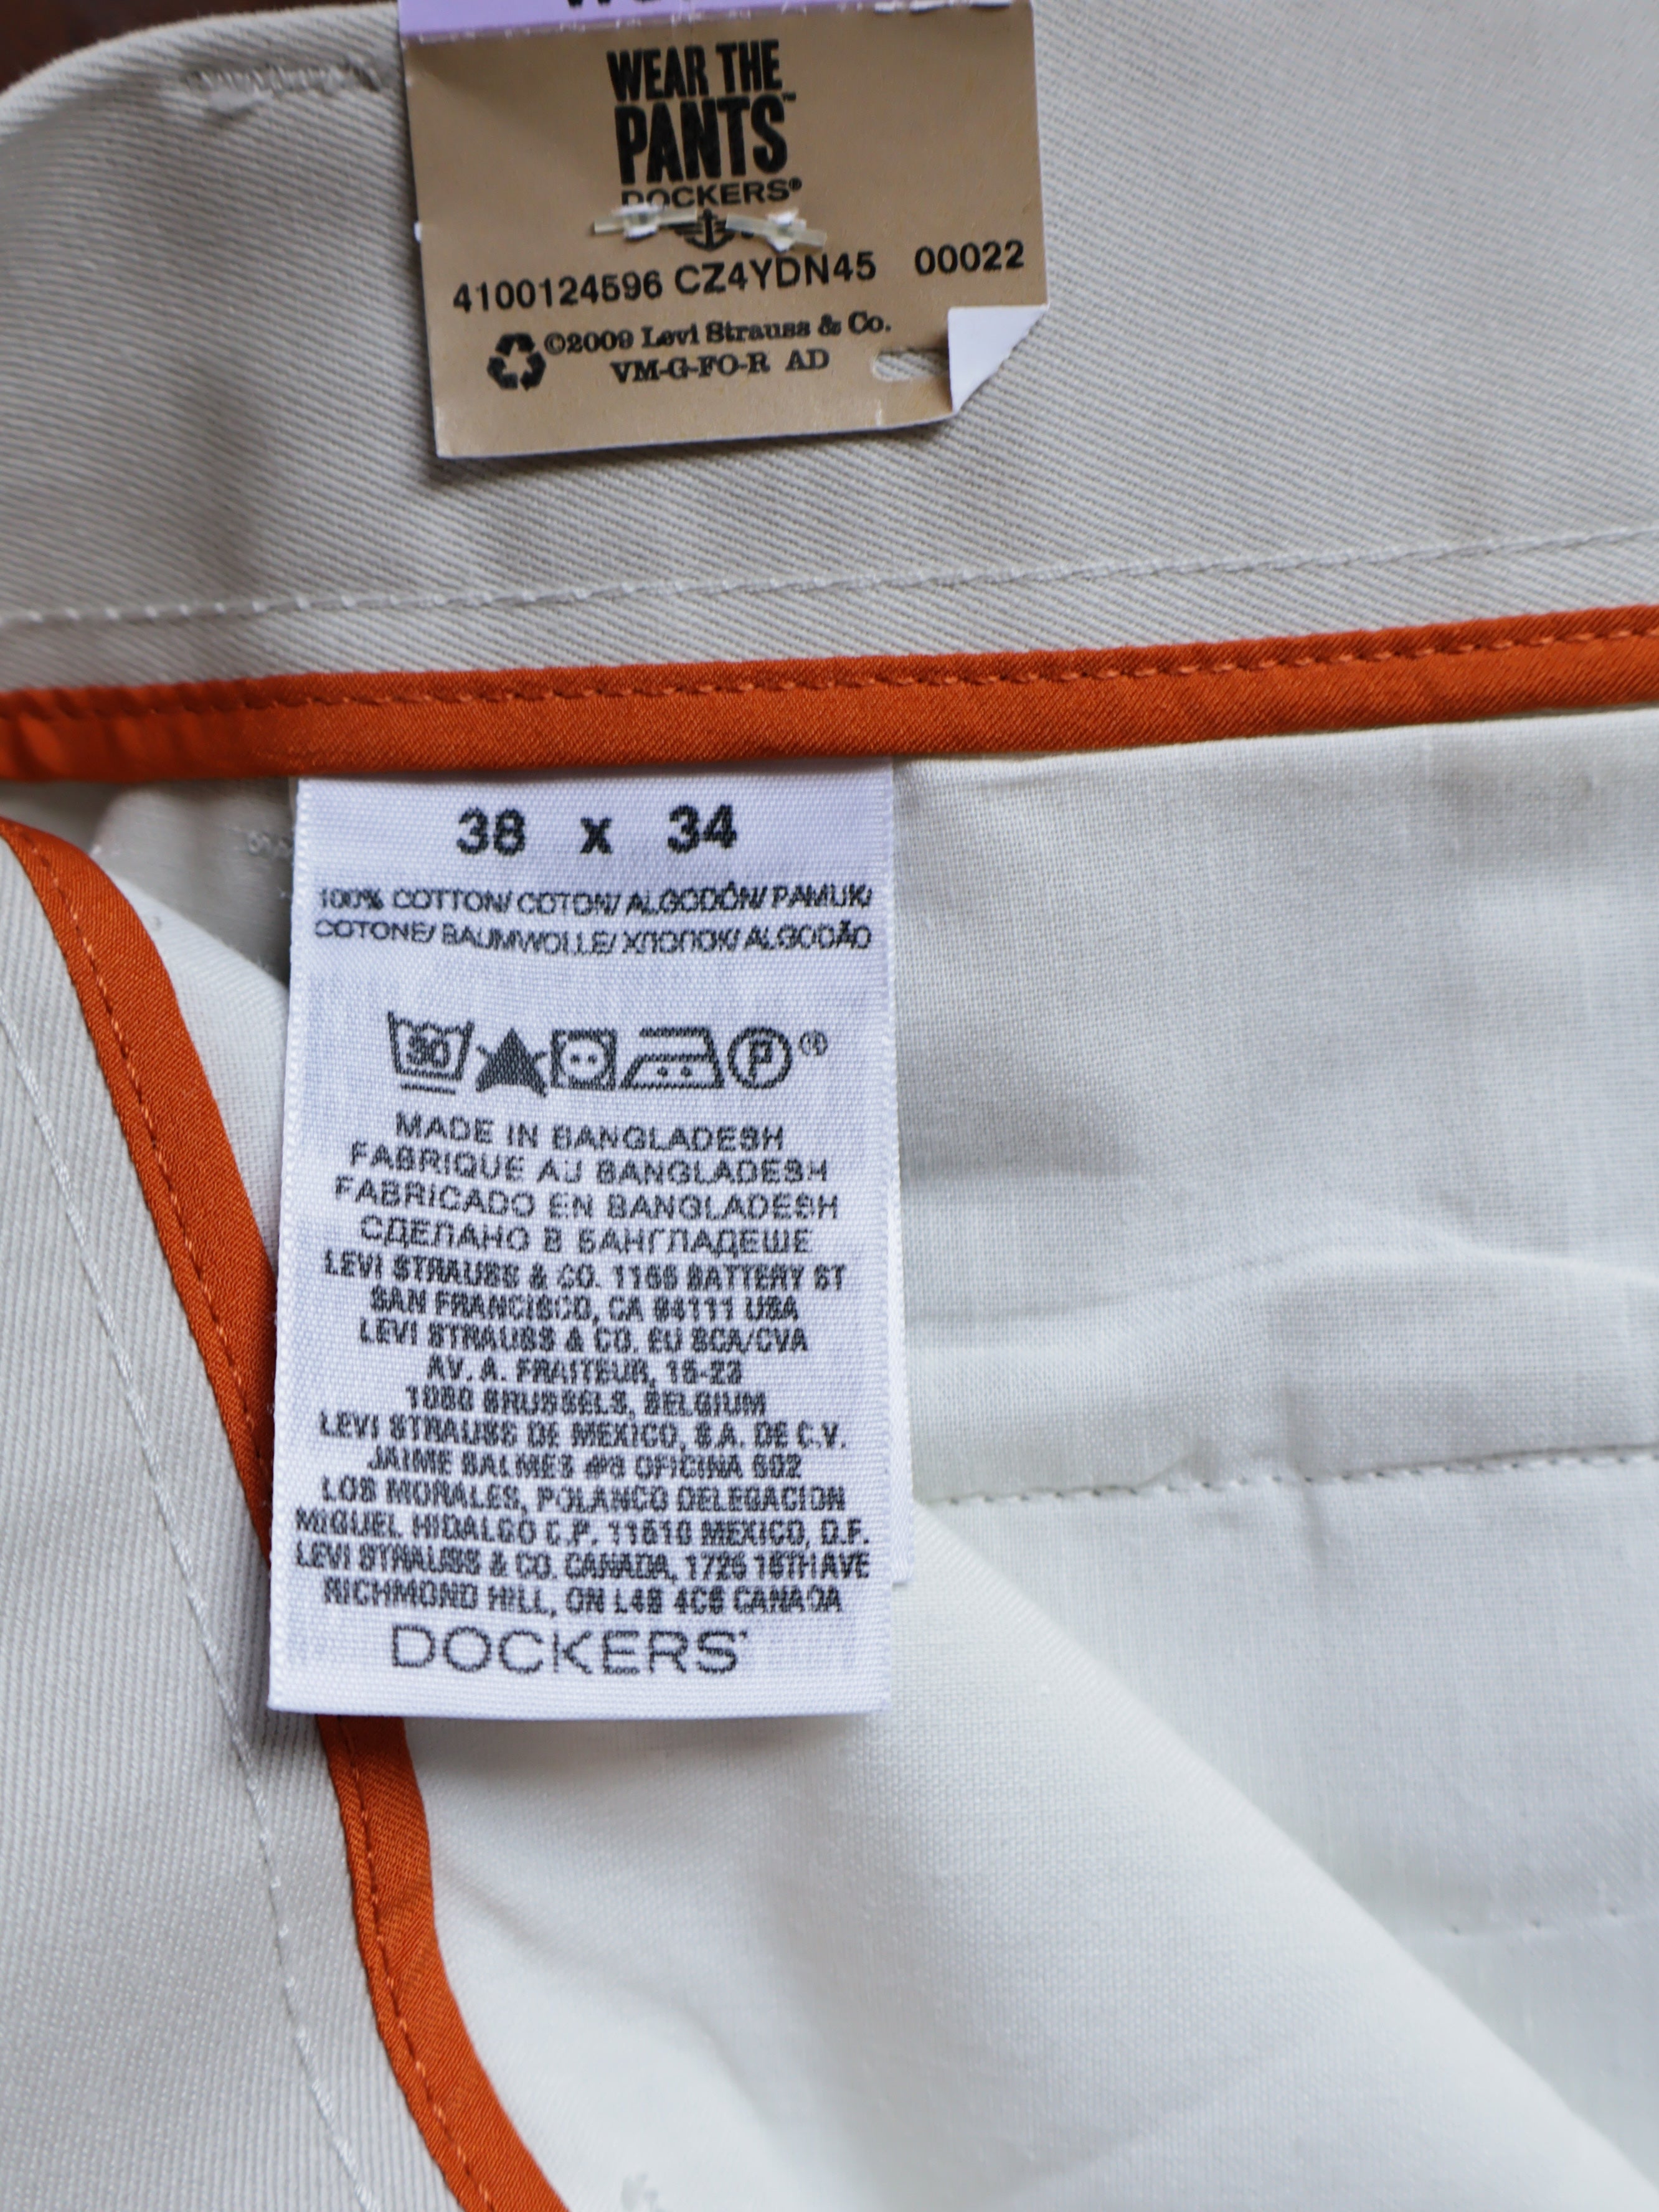 WEAR THE
PANTS™
DOCKERS®
4100124596 CZ4YDN45 00022
©2009 Levi Strauss & Co.
VM-G-FO-R AD
38 x 34
100% COTTON/ COTON/ ALGODÓN/ PAMUK/
COTONE/ BAUMWOLLE/ ХЛОПОК/ ALGODÃO
30
P
®
MADE IN BANGLADESH
FABRIQUE AU BANGLADESH
FABRICADO EN BANGLADESH
СДЕЛАНО В БАНГЛАДЕШЕ
LEVI STRAUSS & CO. 1155 BATTERY ST
SAN FRANCISCO, CA 94111 USA
LEVI STRAUSS & CO. EU SCA/CVA
AV. A. FRAITEUR, 15-23
1050 BRUSSELS, BELGIUM
LEVI STRAUSS DE MEXICO, S.A. DE C.V.
JAIME BALMES #8 OFICINA 602
LOS MORALES, POLANCO DELEGACION
MIGUEL HIDALGO C.P. 11510 MEXICO, D.F.
LEVI STRAUSS & CO. CANADA, 1725 16TH AVE
RICHMOND HILL, ON L4B 4C6 CANADA
DOCKERS®